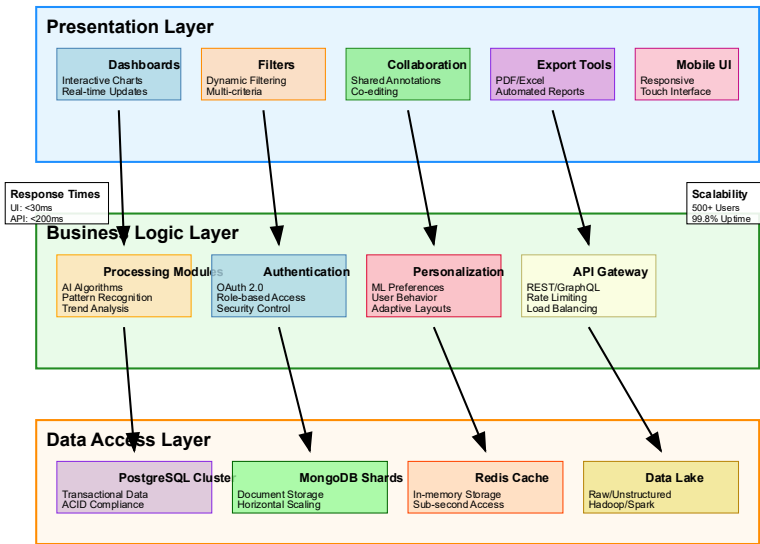 Presentation Layer
Dashboards
Interactive Charts
Real-time Updates
Filters
Dynamic Filtering
Multi-criteria
Collaboration
Shared Annotations
Co-editing
Export Tools
PDF/Excel
Automated Reports
Mobile UI
Responsive
Touch Interface
Response Times
UI: <30ms
API: <200ms
Scalability
500+ Users
99.8% Uptime
Business Logic Layer
Processing Modules
AI Algorithms
Pattern Recognition
Trend Analysis
Authentication
OAuth 2.0
Role-based Access
Security Control
Personalization
ML Preferences
User Behavior
Adaptive Layouts
API Gateway
REST/GraphQL
Rate Limiting
Load Balancing
Data Access Layer
PostgreSQL Cluster
Transactional Data
ACID Compliance
MongoDB Shards
Document Storage
Horizontal Scaling
Redis Cache
In-memory Storage
Sub-second Access
Data Lake
Raw/Unstructured
Hadoop/Spark